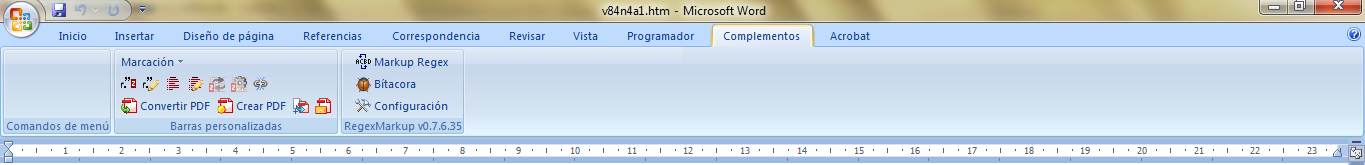 v84n4a1.htm - Microsoft Word
Inicio Insertar Diseño de página Referencias Correspondencia Revisar Vista Programador Complementos Acrobat
Marcación
Markup Regex
Bitácora
Convertir PDF Crear PDF
Configuración
Comandos de menú Barras personalizadas RegexMarkup v0.7.6.35
1 2 3 4 5 6 7 8 9 10 11 12 13 14 15 16 17 18 19 20 21 22 23